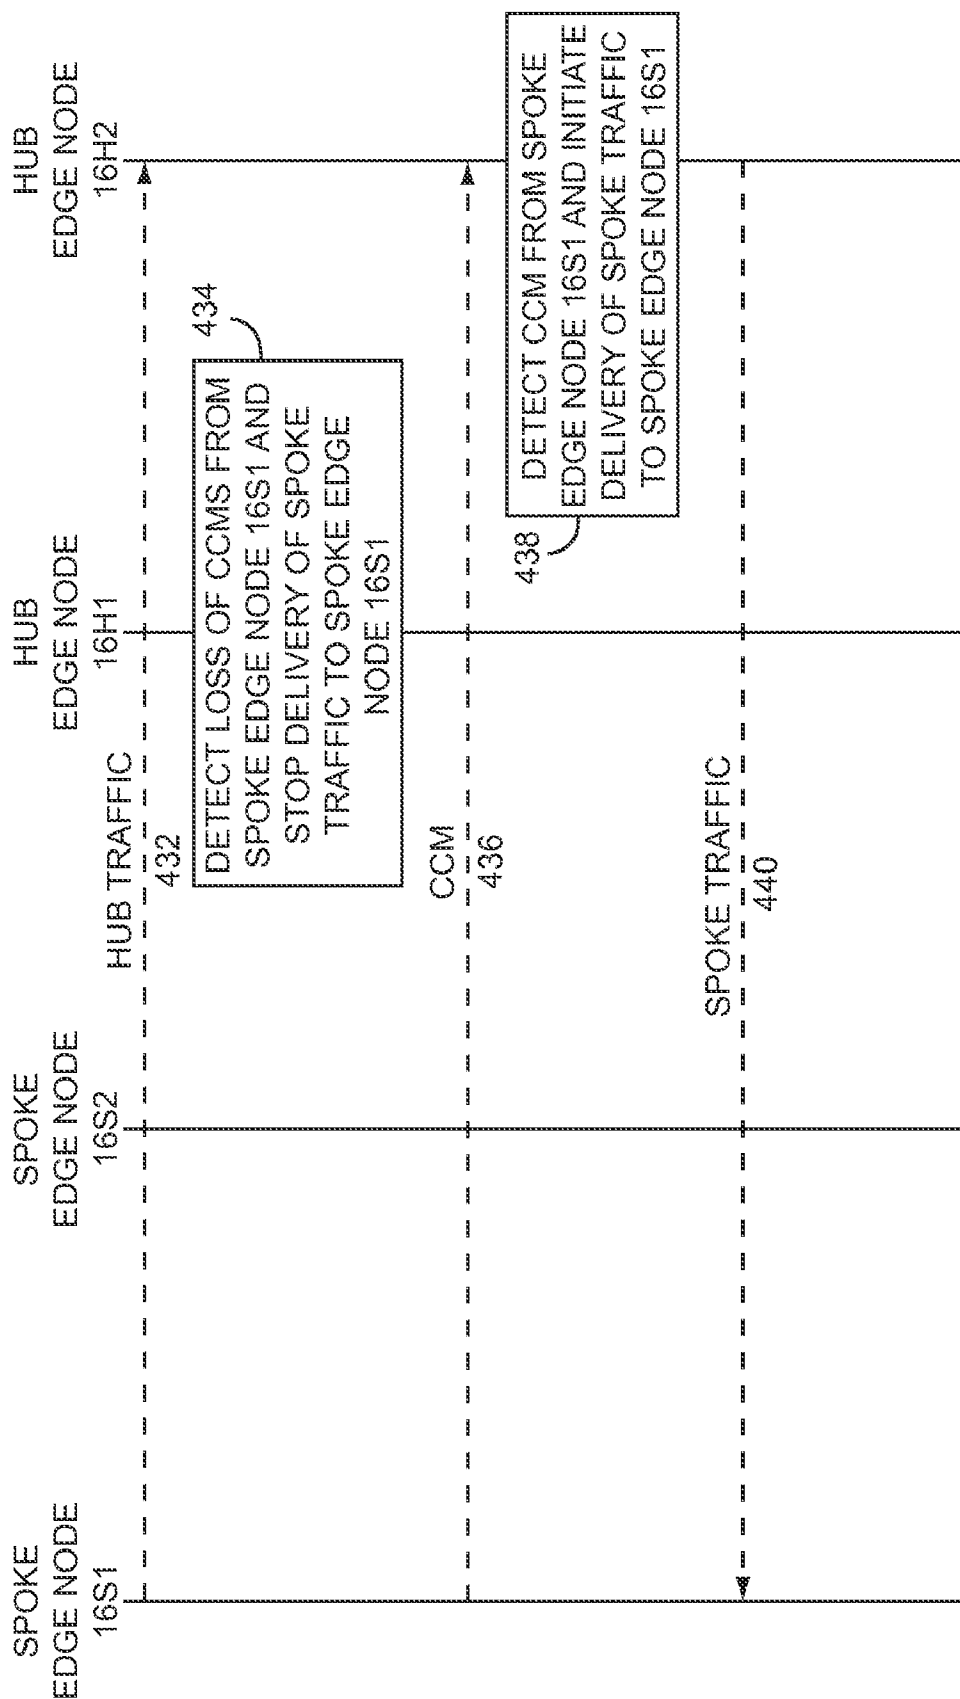 SPOKE
EDGE NODE
16S1
SPOKE
EDGE NODE
16S2
HUB
EDGE NODE
16H1
HUB
EDGE NODE
16H2
HUB TRAFFIC
432
DETECT LOSS OF CCMS FROM
SPOKE EDGE NODE 16S1 AND
STOP DELIVERY OF SPOKE
TRAFFIC TO SPOKE EDGE
NODE 16S1
434
CCM
436
438
DETECT CCM FROM SPOKE
EDGE NODE 16S1 AND INITIATE
DELIVERY OF SPOKE TRAFFIC
TO SPOKE EDGE NODE 16S1
SPOKE TRAFFIC
440